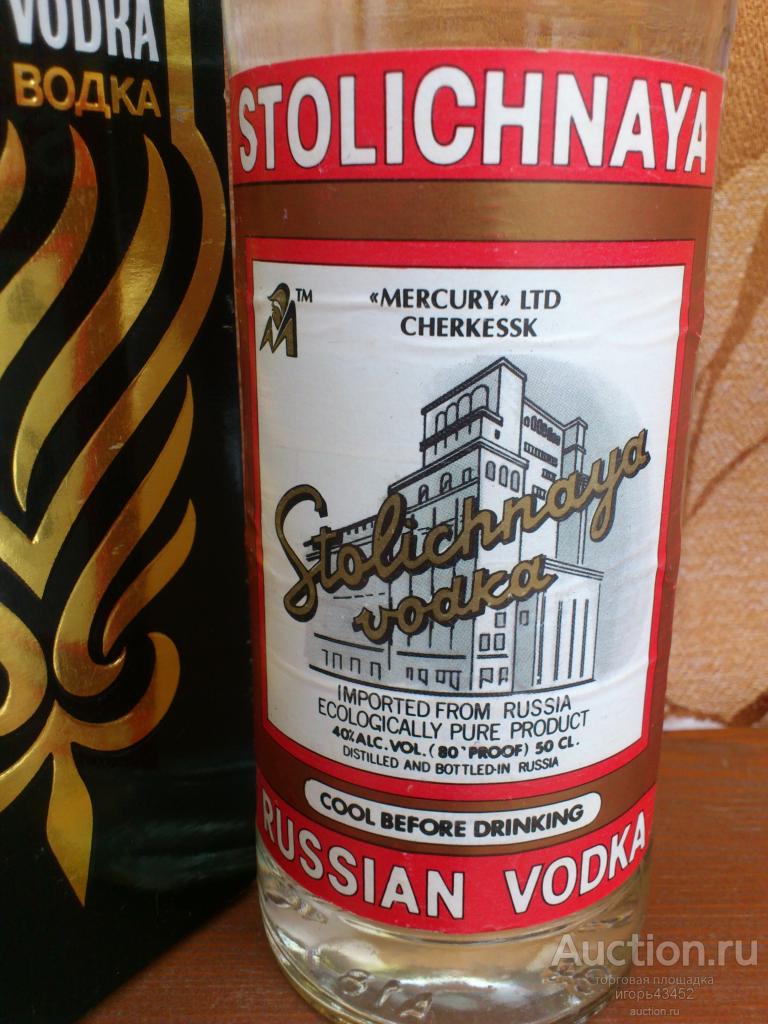 VODKA
ВОДКА
STOLICHNAYA
TM
«MERCURY» LTD
CHERKESSK
Stolichnaya
vodka
IMPORTED FROM RUSSIA
ECOLOGICALLY PURE PRODUCT
40% ALC. VOL. (80° PROOF) 50 CL.
DISTILLED AND BOTTLED-IN RUSSIA
COOL BEFORE DRINKING
RUSSIAN VODKA
Auction.ru
торговая площадка
игорь43452
auction.ru